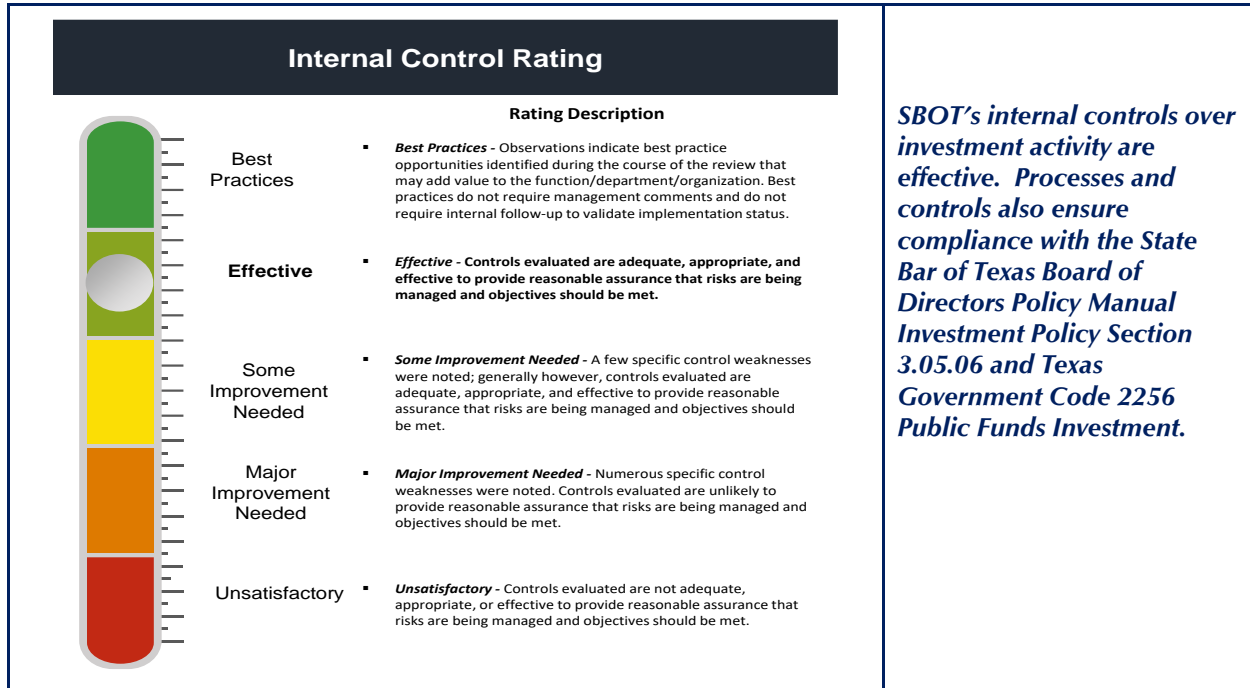 Internal Control Rating
Rating Description
Best
Practices
▪ Best Practices - Observations indicate best practice
opportunities identified during the course of the review that
may add value to the function/department/organization. Best
practices do not require management comments and do not
require internal follow-up to validate implementation status.
Effective
▪ Effective - Controls evaluated are adequate, appropriate, and
effective to provide reasonable assurance that risks are being
managed and objectives should be met.
Some
Improvement
Needed
▪ Some Improvement Needed - A few specific control weaknesses
were noted; generally however, controls evaluated are
adequate, appropriate, and effective to provide reasonable
assurance that risks are being managed and objectives should
be met.
Major
Improvement
Needed
▪ Major Improvement Needed - Numerous specific control
weaknesses were noted. Controls evaluated are unlikely to
provide reasonable assurance that risks are being managed and
objectives should be met.
Unsatisfactory
▪ Unsatisfactory - Controls evaluated are not adequate,
appropriate, or effective to provide reasonable assurance that
risks are being managed and objectives should be met.
SBOT’s internal controls over
investment activity are
effective.  Processes and
controls also ensure
compliance with the State
Bar of Texas Board of
Directors Policy Manual
Investment Policy Section
3.05.06 and Texas
Government Code 2256
Public Funds Investment.